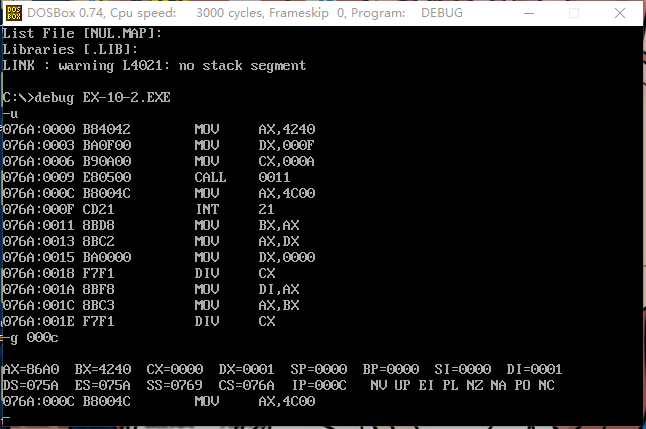 DOSBox 0.74, Cpu speed: 3000 cycles, Frameskip 0, Program: DEBUG
List File [NUL.MAP]:
Libraries [.LIB]:
LINK : warning L4021: no stack segment
C:\>debug EX-10-2.EXE
-u
076A:0000 B84042 MOV AX,4240
076A:0003 BA0F00 MOV DX,000F
076A:0006 B90A00 MOV CX,000A
076A:0009 E80500 CALL 0011
076A:000C B8004C MOV AX,4C00
076A:000F CD21 INT 21
076A:0011 8BD8 MOV BX,AX
076A:0013 8BC2 MOV AX,DX
076A:0015 BA0000 MOV DX,0000
076A:0018 F7F1 DIV CX
076A:001A 8BF8 MOV DI,AX
076A:001C 8BC3 MOV AX,BX
076A:001E F7F1 DIV CX
-g 000c
AX=86A0 BX=4240 CX=0000 DX=0001 SP=0000 BP=0000 SI=0000 DI=0001
DS=075A ES=075A SS=0769 CS=076A IP=000C NV UP EI PL NZ NA PO NC
076A:000C B8004C MOV AX,4C00
-